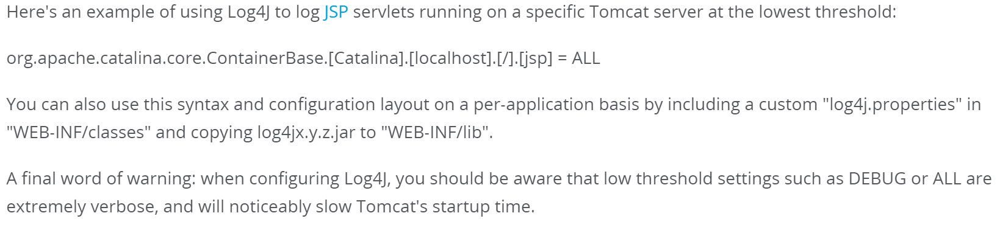 Here's an example of using Log4J to log JSP servlets running on a specific Tomcat server at the lowest threshold:
org.apache.catalina.core.ContainerBase.[Catalina].[localhost].[/].[jsp] = ALL
You can also use this syntax and configuration layout on a per-application basis by including a custom "log4j.properties" in
"WEB-INF/classes" and copying log4jx.y.z.jar to "WEB-INF/lib".
A final word of warning: when configuring Log4J, you should be aware that low threshold settings such as DEBUG or ALL are
extremely verbose, and will noticeably slow Tomcat's startup time.